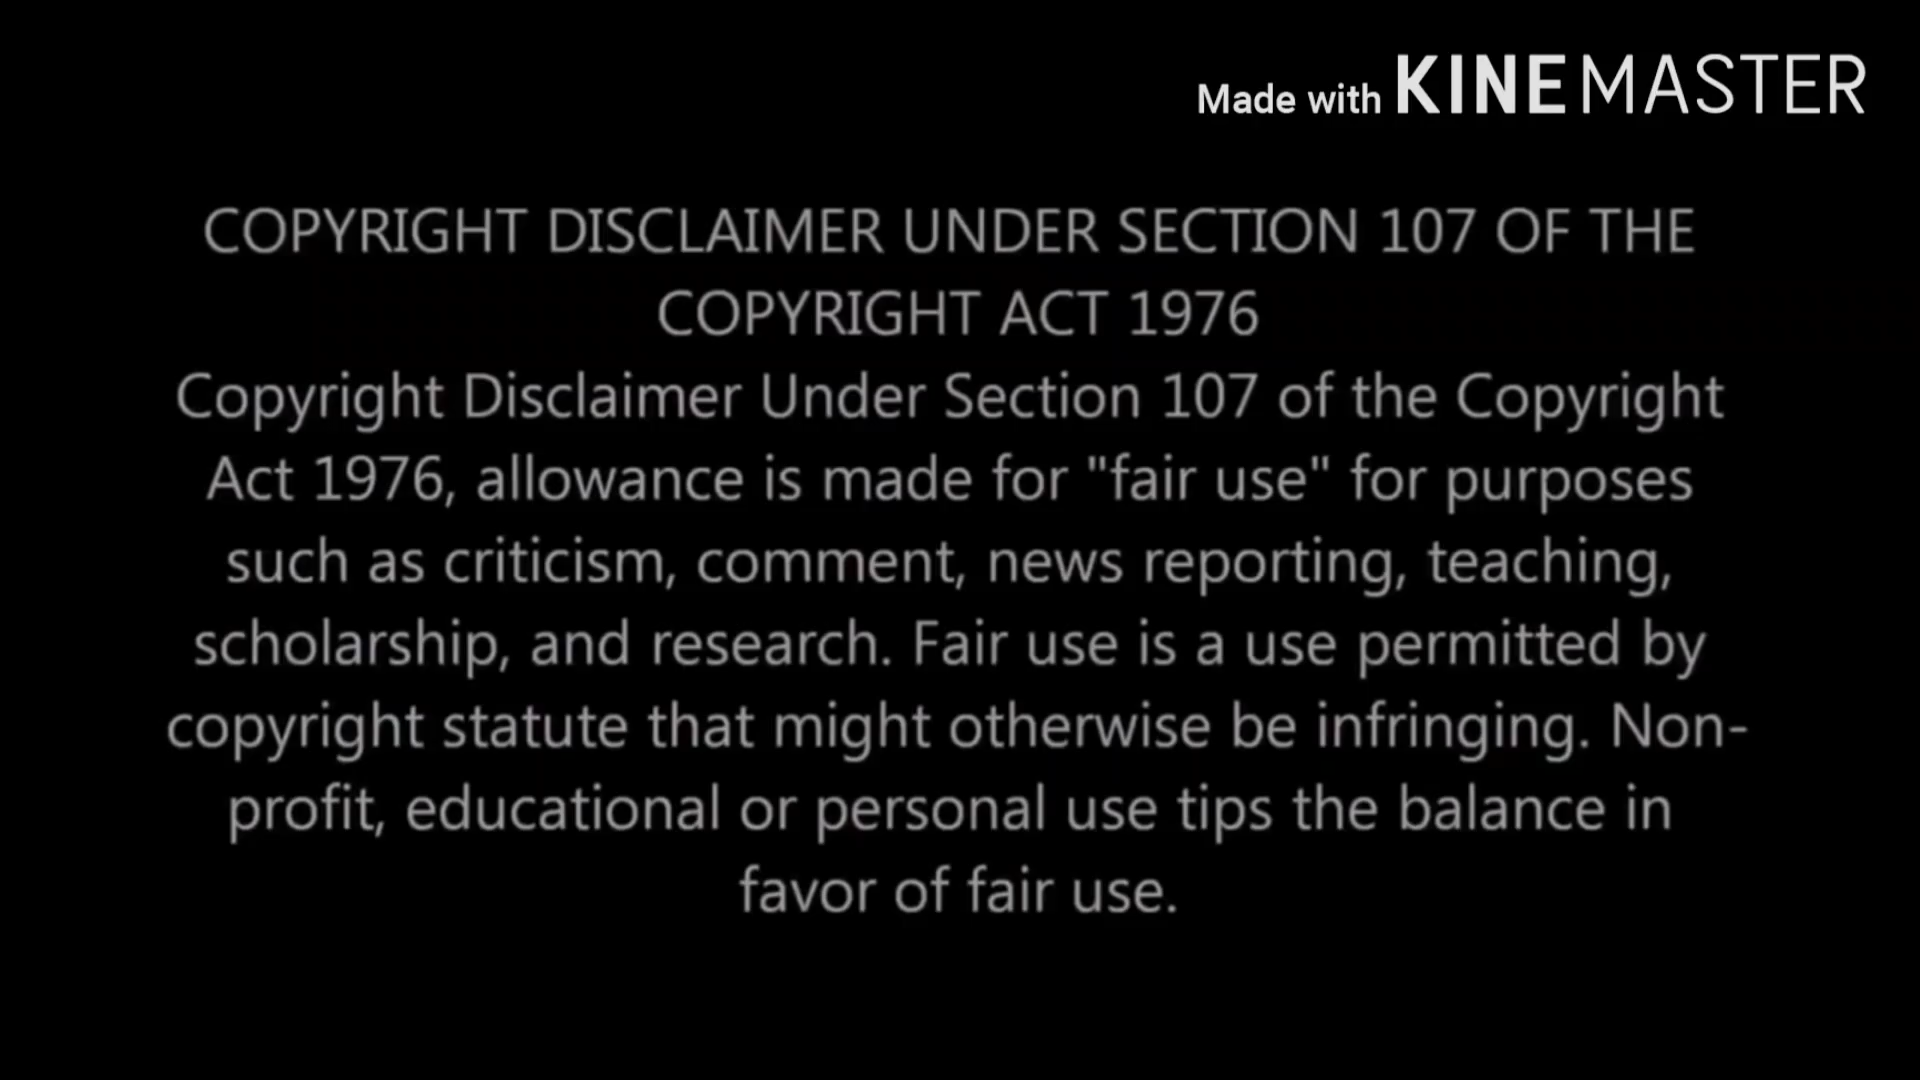 Made with KINEMASTER
COPYRIGHT DISCLAIMER UNDER SECTION 107 OF THE
COPYRIGHT ACT 1976
Copyright Disclaimer Under Section 107 of the Copyright
Act 1976, allowance is made for "fair use" for purposes
such as criticism, comment, news reporting, teaching,
scholarship, and research. Fair use is a use permitted by
copyright statute that might otherwise be infringing. Non-
profit, educational or personal use tips the balance in
favor of fair use.